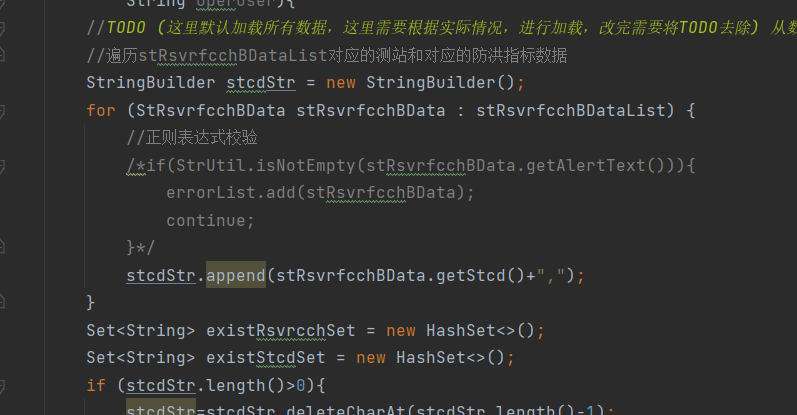 String operUser){
//TODO (这里默认加载所有数据，这里需要根据实际情况，进行加载，改完需要将TODO去除) 从数
//遍历stRsvrfcchBDataList对应的测站和对应的防洪指标数据
StringBuilder stcdStr = new StringBuilder();
for (StRsvrfcchBData stRsvrfcchBData : stRsvrfcchBDataList) {
//正则表达式校验
/*if(StrUtil.isNotEmpty(stRsvrfcchBData.getAlertText())){
errorList.add(stRsvrfcchBData);
continue;
}*/
stcdStr.append(stRsvrfcchBData.getStcd()+",");
}
Set<String> existRsvrcchSet = new HashSet<>();
Set<String> existStcdSet = new HashSet<>();
if (stcdStr.length()>0){
stcdStr=stcdStr.deleteCharAt(stcdStr.length()-1);